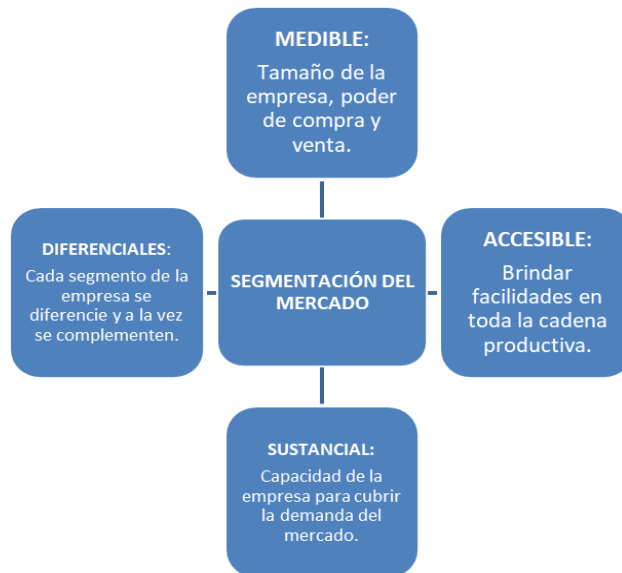 MEDIBLE:
Tamaño de la
empresa, poder
de compra y
venta.
DIFERENCIALES:
Cada segmento de la
empresa se
diferencie y a la vez
se complementen.
SEGMENTACIÓN DEL
MERCADO
ACCESIBLE:
Brindar
facilidades en
toda la cadena
productiva.
SUSTANCIAL:
Capacidad de la
empresa para cubrir
la demanda del
mercado.